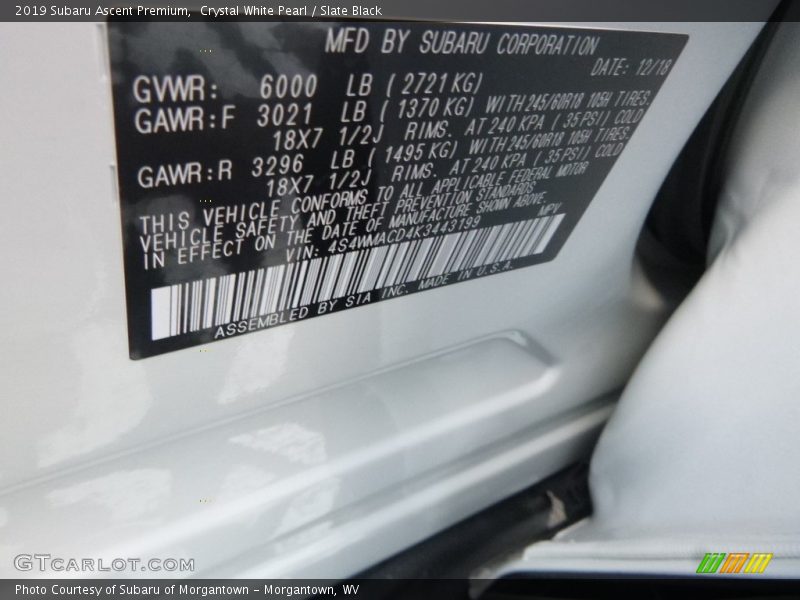 2019 Subaru Ascent Premium, Crystal White Pearl / Slate Black
MFD BY SUBARU CORPORATION
DATE: 12/18
GVWR: 6000 LB ( 2721 KG)
GAWR:F 3021 LB ( 1370 KG) WITH 245/60R18 105H TIRES.
18X7 1/2J RIMS. AT 240 KPA ( 35 PSI) COLD
GAWR:R 3296 LB ( 1495 KG) WITH 245/60R18 105H TIRES.
18X7 1/2J RIMS. AT 240 KPA ( 35 PSI) COLD
THIS VEHICLE CONFORMS TO ALL APPLICABLE FEDERAL MOTOR
VEHICLE SAFETY AND THEFT PREVENTION STANDARDS
IN EFFECT ON THE DATE OF MANUFACTURE SHOWN ABOVE.
VIN: 4S4WMACD4K3443199 MPV
ASSEMBLED BY SIA INC. MADE IN U.S.A.
GTCARLOT.COM
Photo Courtesy of Subaru of Morgantown - Morgantown, WV